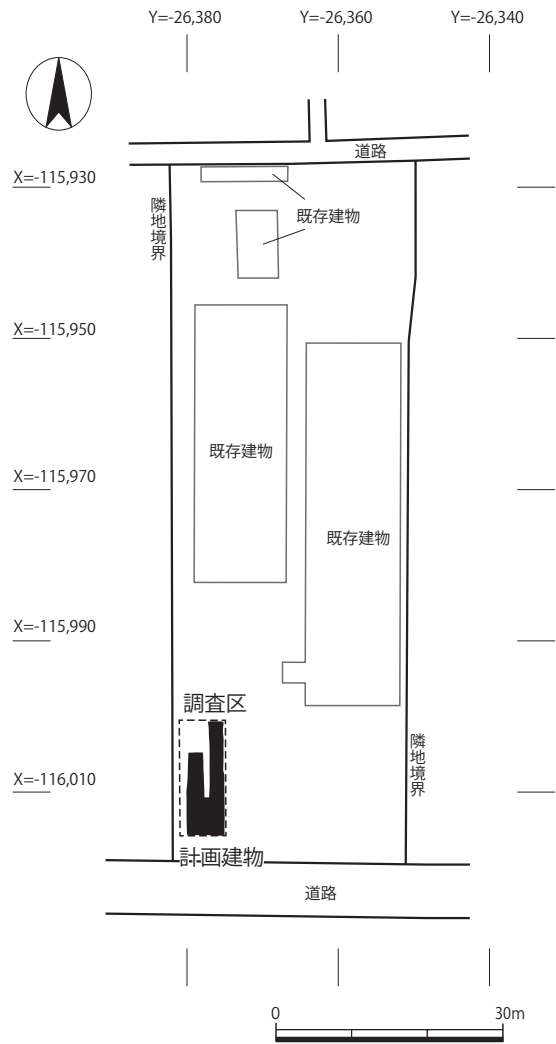 Y=-26,380
Y=-26,360
Y=-26,340
道路
X=-115,930
既存建物
隣地境界
X=-115,950
既存建物
X=-115,970
既存建物
X=-115,990
調査区
隣地境界
X=-116,010
計画建物
道路
0
30m